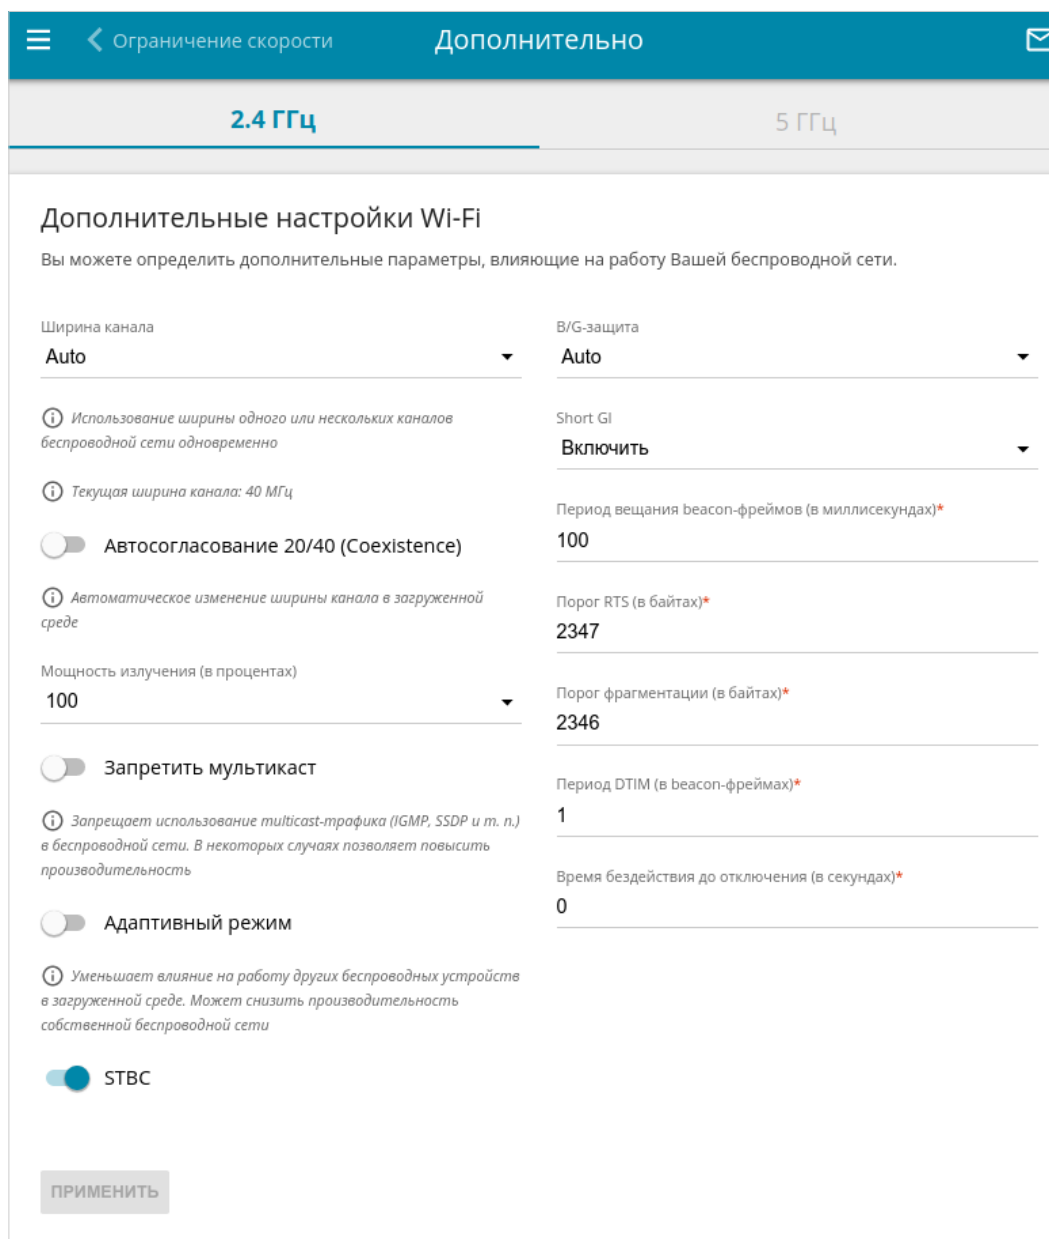 Ограничение скорости
Дополнительно
2.4 ГГц
5 ГГц
Дополнительные настройки Wi-Fi
Вы можете определить дополнительные параметры, влияющие на работу Вашей беспроводной сети.
Ширина канала
Auto
Использование ширины одного или нескольких каналов
беспроводной сети одновременно
Текущая ширина канала: 40 МГц
Автосогласование 20/40 (Coexistence)
Автоматическое изменение ширины канала в загруженной
среде
Мощность излучения (в процентах)
100
Запретить мультикаст
Запрещает использование multicast-трафика (IGMP, SSDP и т. п.)
в беспроводной сети. В некоторых случаях позволяет повысить
производительность
Адаптивный режим
Уменьшает влияние на работу других беспроводных устройств
в загруженной среде. Может снизить производительность
собственной беспроводной сети
STBC
B/G-защита
Auto
Short GI
Включить
Период вещания beacon-фреймов (в миллисекундах)*
100
Порог RTS (в байтах)*
2347
Порог фрагментации (в байтах)*
2346
Период DTIM (в beacon-фреймах)*
1
Время бездействия до отключения (в секундах)*
0
ПРИМЕНИТЬ